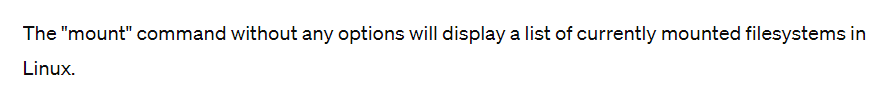 The "mount" command without any options will display a list of currently mounted filesystems in
Linux.